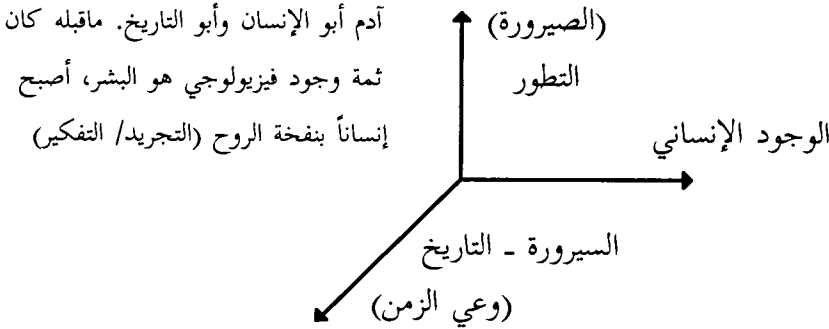 آدم أبو الإنسان وأبو التاريخ. ماقبله كان
ثمة وجود فيزيولوجي هو البشر، أصبح
إنساناً بنفخة الروح (التجريد/ التفكير)
(الصيرورة)
التطور
الوجود الإنساني
السيرورة - التاريخ
(وعي الزمن)